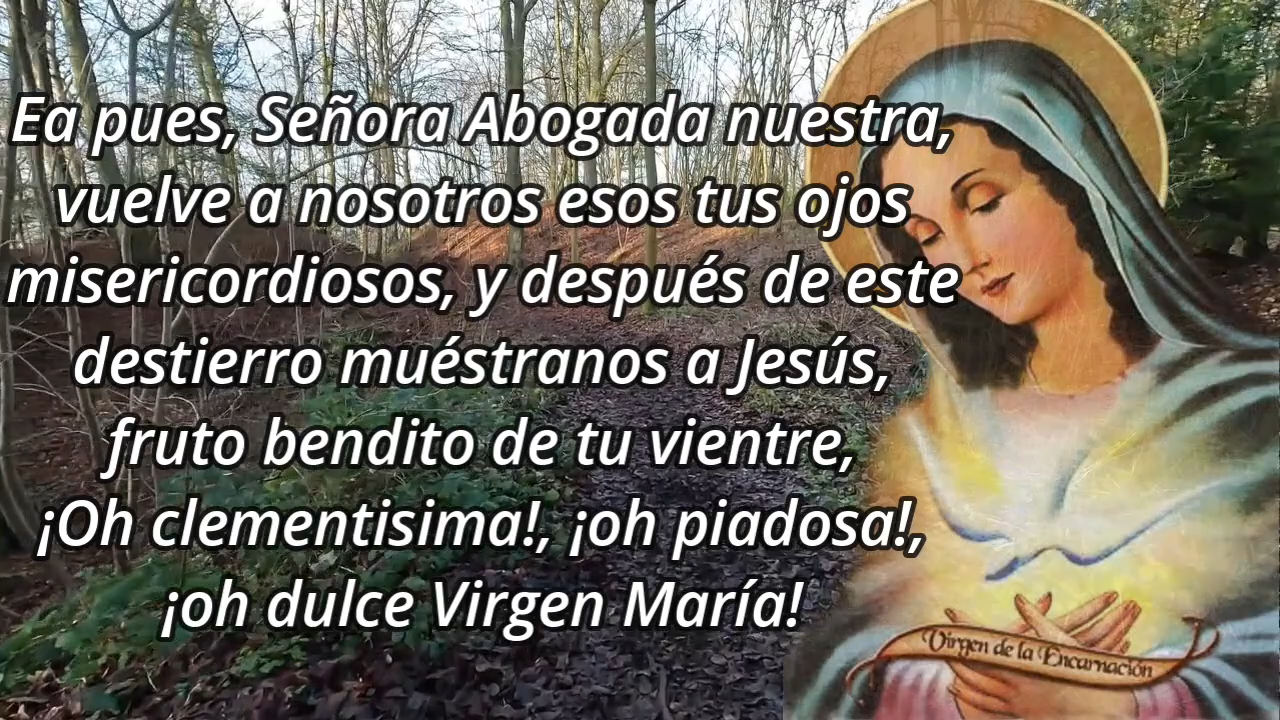 Ea pues, Señora Abogada nuestra,
vuelve a nosotros esos tus ojos
misericordiosos, y después de este
destierro muéstranos a Jesús,
fruto bendito de tu vientre,
¡Oh clementisima!, ¡oh piadosa!,
¡oh dulce Virgen María!
Virgen de la Encarnación